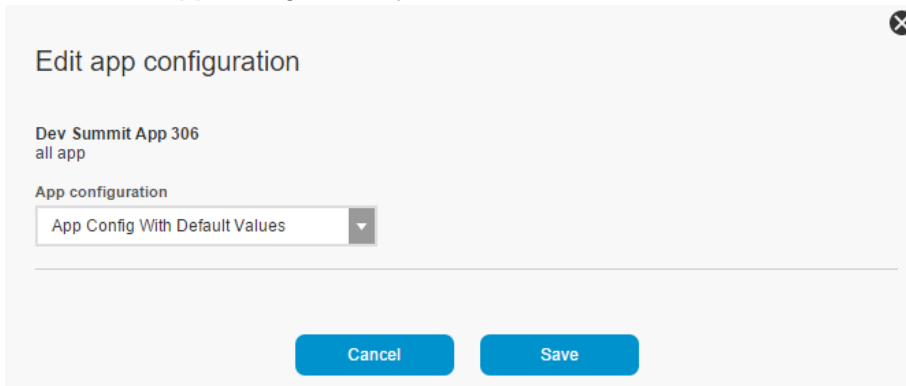 Edit app configuration
Dev Summit App 306
all app
App configuration
App Config With Default Values
Cancel Save